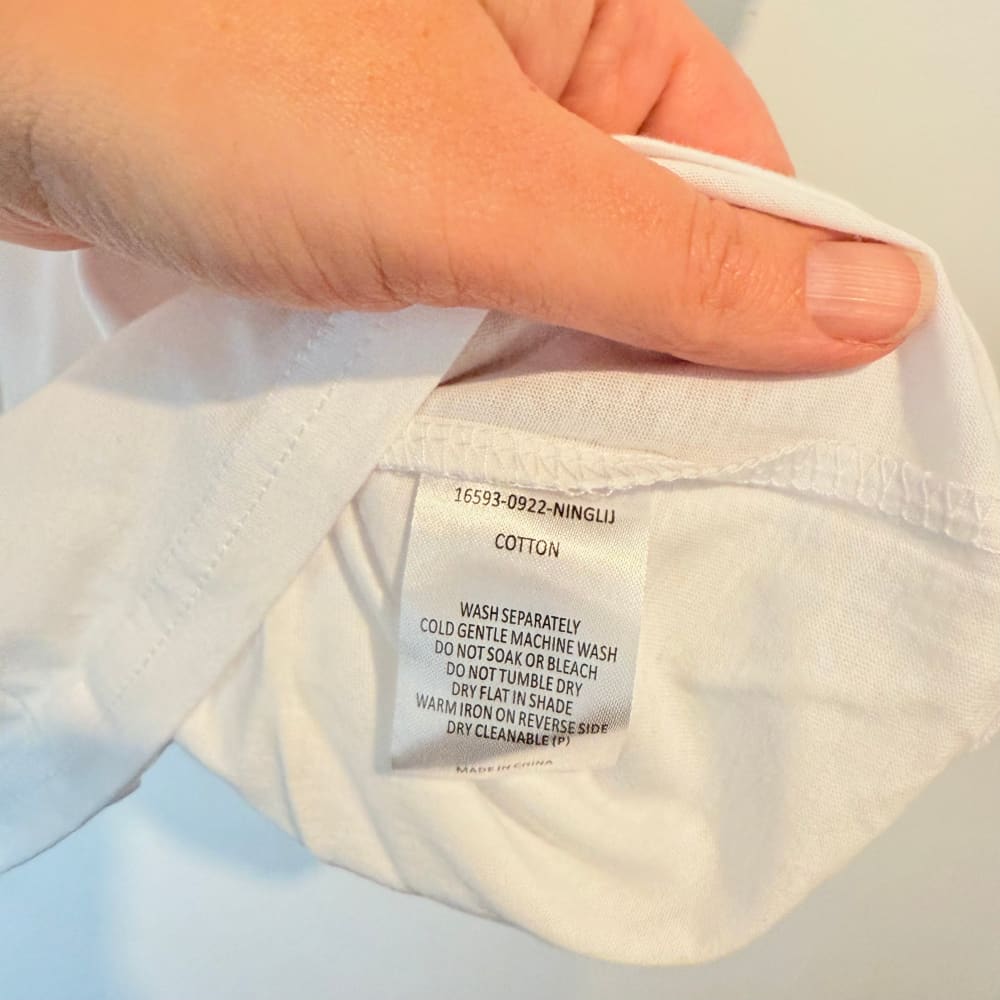 16593-0922-NINGLIJ
COTTON
WASH SEPARATELY
COLD GENTLE MACHINE WASH
DO NOT SOAK OR BLEACH
DO NOT TUMBLE DRY
DRY FLAT IN SHADE
WARM IRON ON REVERSE SIDE
DRY CLEANABLE (P)
MADE IN CHINA